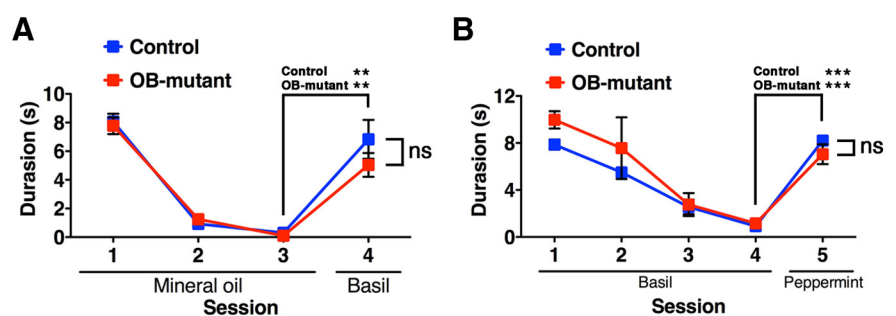 A
Control
OB-mutant
Control **
OB-mutant **
10
8
6
4
2
0
Durasion (s)
ns
1 2 3 4
Mineral oil Basil
Session
B
Control
OB-mutant
Control ***
OB-mutant ***
12
8
4
0
Durasion (s)
ns
1 2 3 4 5
Basil Peppermint
Session